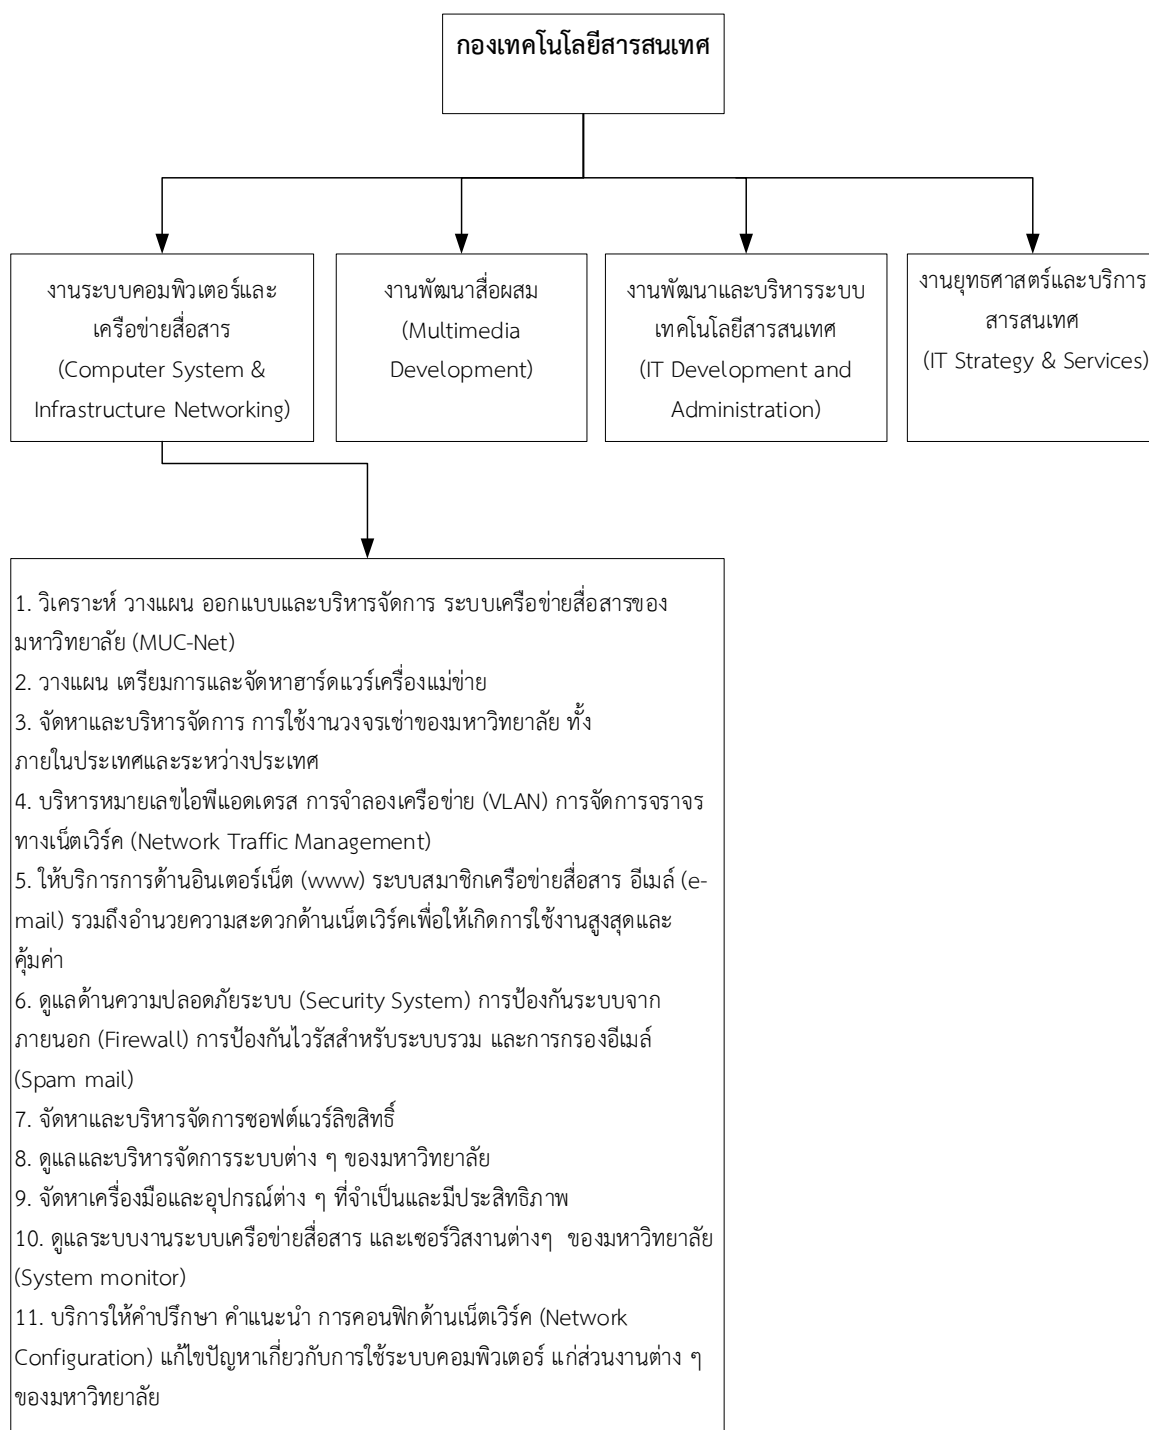 กองเทคโนโลยีสารสนเทศ
งานระบบคอมพิวเตอร์และ
เครือข่ายสื่อสาร
(Computer System &
Infrastructure Networking)
งานพัฒนาสื่อผสม
(Multimedia
Development)
งานพัฒนาและบริหารระบบ
เทคโนโลยีสารสนเทศ
(IT Development and
Administration)
งานยุทธศาสตร์และบริการ
สารสนเทศ
(IT Strategy & Services)
1. วิเคราะห์ วางแผน ออกแบบและบริหารจัดการ ระบบเครือข่ายสื่อสารของ
มหาวิทยาลัย (MUC-Net)
2. วางแผน เตรียมการและจัดหาฮาร์ดแวร์เครื่องแม่ข่าย
3. จัดหาและบริหารจัดการ การใช้งานวงจรเช่าของมหาวิทยาลัย ทั้ง
ภายในประเทศและระหว่างประเทศ
4. บริหารหมายเลขไอพีแอดเดรส การจำลองเครือข่าย (VLAN) การจัดการจราจร
ทางเน็ตเวิร์ค (Network Traffic Management)
5. ให้บริการการด้านอินเตอร์เน็ต (www) ระบบสมาชิกเครือข่ายสื่อสาร อีเมล์ (e-
mail) รวมถึงอำนวยความสะดวกด้านเน็ตเวิร์คเพื่อให้เกิดการใช้งานสูงสุดและ
คุ้มค่า
6. ดูแลด้านความปลอดภัยระบบ (Security System) การป้องกันระบบจาก
ภายนอก (Firewall) การป้องกันไวรัสสำหรับระบบรวม และการกรองอีเมล์
(Spam mail)
7. จัดหาและบริหารจัดการซอฟต์แวร์ลิขสิทธิ์
8. ดูแลและบริหารจัดการระบบต่าง ๆ ของมหาวิทยาลัย
9. จัดหาเครื่องมือและอุปกรณ์ต่าง ๆ ที่จำเป็นและมีประสิทธิภาพ
10. ดูแลระบบงานระบบเครือข่ายสื่อสาร และเซอร์วิสงานต่างๆ ของมหาวิทยาลัย
(System monitor)
11. บริการให้คำปรึกษา คำแนะนำ การคอนฟิกด้านเน็ตเวิร์ค (Network
Configuration) แก้ไขปัญหาเกี่ยวกับการใช้ระบบคอมพิวเตอร์ แก่ส่วนงานต่าง ๆ
ของมหาวิทยาลัย